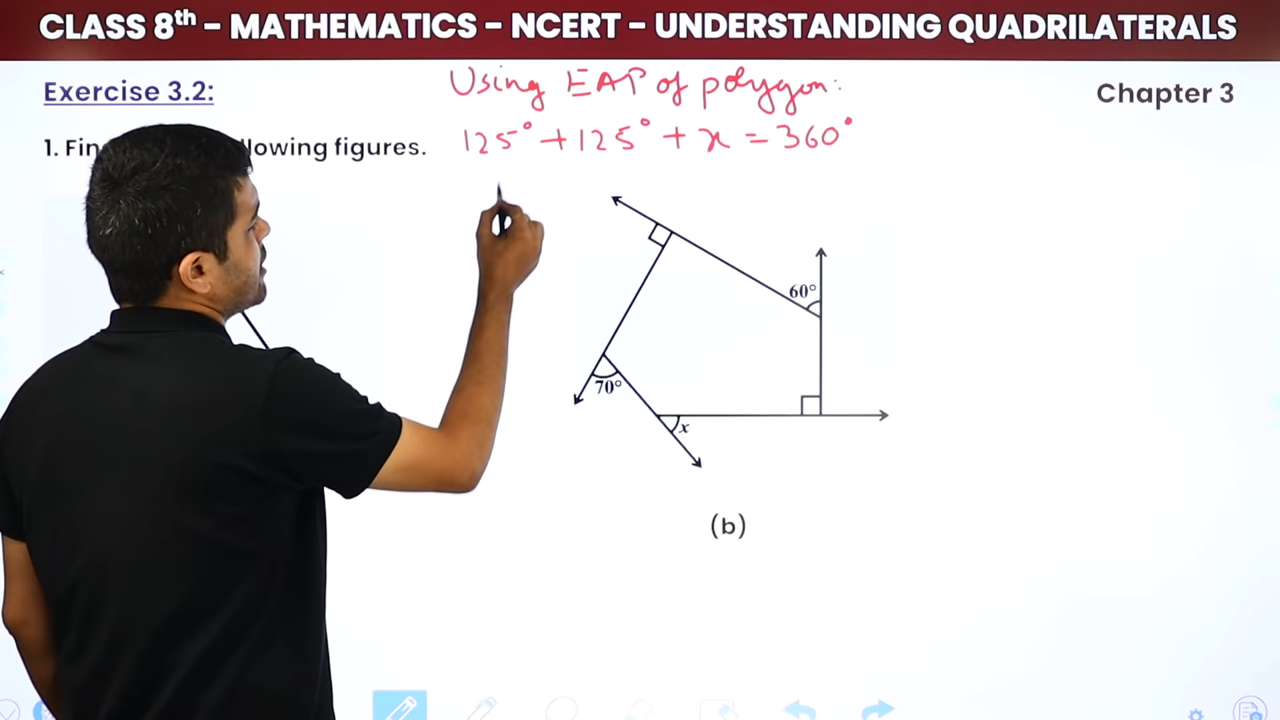 CLASS 8th - MATHEMATICS - NCERT - UNDERSTANDING QUADRILATERALS
Using EAP of polygon:
Exercise 3.2:
Chapter 3
125° + 125° + x = 360°
1. Fin lowing figures.
60°
70°
x
(b)